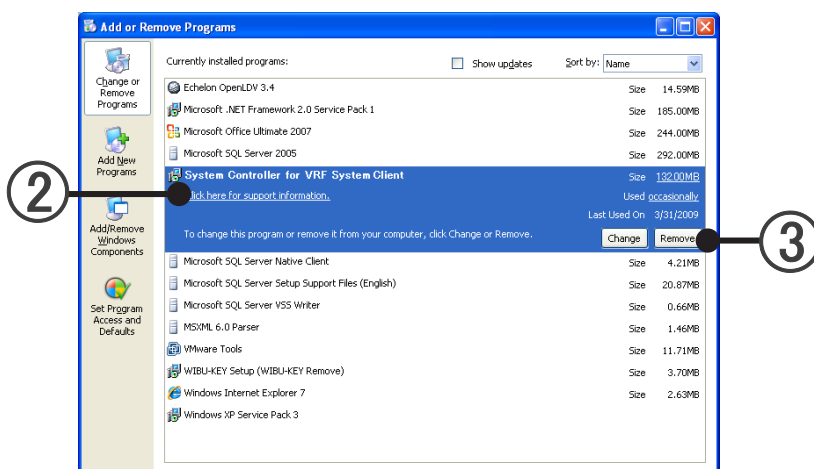 Add or Remove Programs
Change or
Remove
Programs
Add New
Programs
Add/Remove
Windows
Components
Set Program
Access and
Defaults
Currently installed programs:
Show updates
Sort by: Name
Echelon OpenLDV 3.4 Size 14.59MB
Microsoft .NET Framework 2.0 Service Pack 1 Size 185.00MB
Microsoft Office Ultimate 2007 Size 244.00MB
Microsoft SQL Server 2005 Size 292.00MB
System Controller for VRF System Client Size 13200MB
② lick here for support information. Used occasionally
Last Used On 3/31/2009
To change this program or remove it from your computer, click Change or Remove. Change Remove ③
Microsoft SQL Server Native Client Size 4.21MB
Microsoft SQL Server Setup Support Files (English) Size 20.87MB
Microsoft SQL Server VSS Writer Size 0.66MB
MSXML 6.0 Parser Size 1.46MB
VMware Tools Size 11.71MB
WIBU-KEY Setup (WIBU-KEY Remove) Size 3.70MB
Windows Internet Explorer 7 Size 2.63MB
Windows XP Service Pack 3